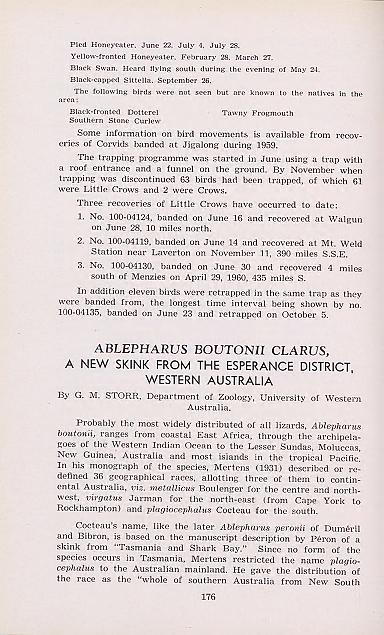 Pied Honeyeater. June 22. July 4. July 28.
Yellow-fronted Honeyeater. February 28. March 27.
Black Swan. Heard flying south during the evening of May 24.
Black-capped Sittella. September 26.
The following birds were not seen but are known to the natives in the
area:
Black-fronted Dotterel Tawny Frogmouth
Southern Stone Curlew
Some information on bird movements is available from recov-
eries of Corvids banded at Jigalong during 1959.
The trapping programme was started in June using a trap with
a roof entrance and a funnel on the ground. By November when
trapping was discontinued 63 birds had been trapped, of which 61
were Little Crows and 2 were Crows.
Three recoveries of Little Crows have occurred to date:
1. No. 100-04124, banded on June 16 and recovered at Walgun
on June 28, 10 miles north.
2. No. 100-04119, banded on June 14 and recovered at Mt. Weld
Station near Laverton on November 11, 390 miles S.S.E.
3. No. 100-04130, banded on June 30 and recovered 4 miles
south of Menzies on April 29, 1960, 435 miles S.
In addition eleven birds were retrapped in the same trap as they
were banded from, the longest time interval being shown by no.
100-04135, banded on June 23 and retrapped on October 5.
ABLEPHARUS BOUTONII CLARUS,
A NEW SKINK FROM THE ESPERANCE DISTRICT,
WESTERN AUSTRALIA
By G. M. STORR, Department of Zoology, University of Western
Australia.
Probably the most widely distributed of all lizards, Ablepharus
boutonii, ranges from coastal East Africa, through the archipela-
goes of the Western Indian Ocean to the Lesser Sundas, Moluccas,
New Guinea, Australia and most islands in the tropical Pacific.
In his monograph of the species, Mertens (1931) described or re-
defined 36 geographical races, allotting three of them to contin-
ental Australia, viz. metallicus Boulenger for the centre and north-
west, virgatus Jarman for the north-east (from Cape York to
Rockhampton) and plagiocephalus Cocteau for the south.
Cocteau's name, like the later Ablepharus peronii of Duméril
and Bibron, is based on the manuscript description by Péron of a
skink from "Tasmania and Shark Bay." Since no form of the
species occurs in Tasmania, Mertens restricted the name plagio-
cephalus to the Australian mainland. He gave the distribution of
the race as the "whole of southern Australia from New South
176